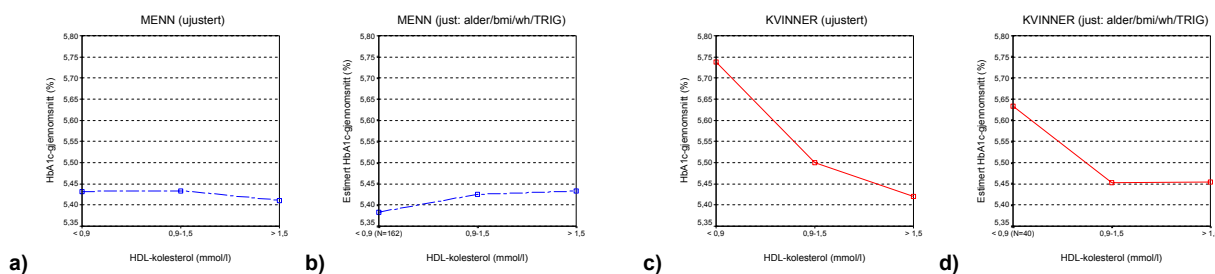 MENN (ujustert)
5,80
5,75
5,70
5,65
5,60
5,55
5,50
5,45
5,40
5,35
HbA1c-gjennomsnitt (%)
< 0,9
0,9-1,5
> 1,5
HDL-kolesterol (mmol/l)
a)
MENN (just: alder/bmi/wh/TRIG)
5,80
5,75
5,70
5,65
5,60
5,55
5,50
5,45
5,40
5,35
Estimert HbA1c-gjennomsnitt (%)
< 0,9 (N=162)
0,9-1,5
> 1,5
HDL-kolesterol (mmol/l)
b)
KVINNER (ujustert)
5,80
5,75
5,70
5,65
5,60
5,55
5,50
5,45
5,40
5,35
HbA1c-gjennomsnitt (%)
< 0,9
0,9-1,5
> 1,5
HDL-kolesterol (mmol/l)
c)
KVINNER (just: alder/bmi/wh/TRIG)
5,80
5,75
5,70
5,65
5,60
5,55
5,50
5,45
5,40
5,35
Estimert HbA1c-gjennomsnitt (%)
< 0,9 (N=40)
0,9-1,5
> 1,
HDL-kolesterol (mmol/l)
d)